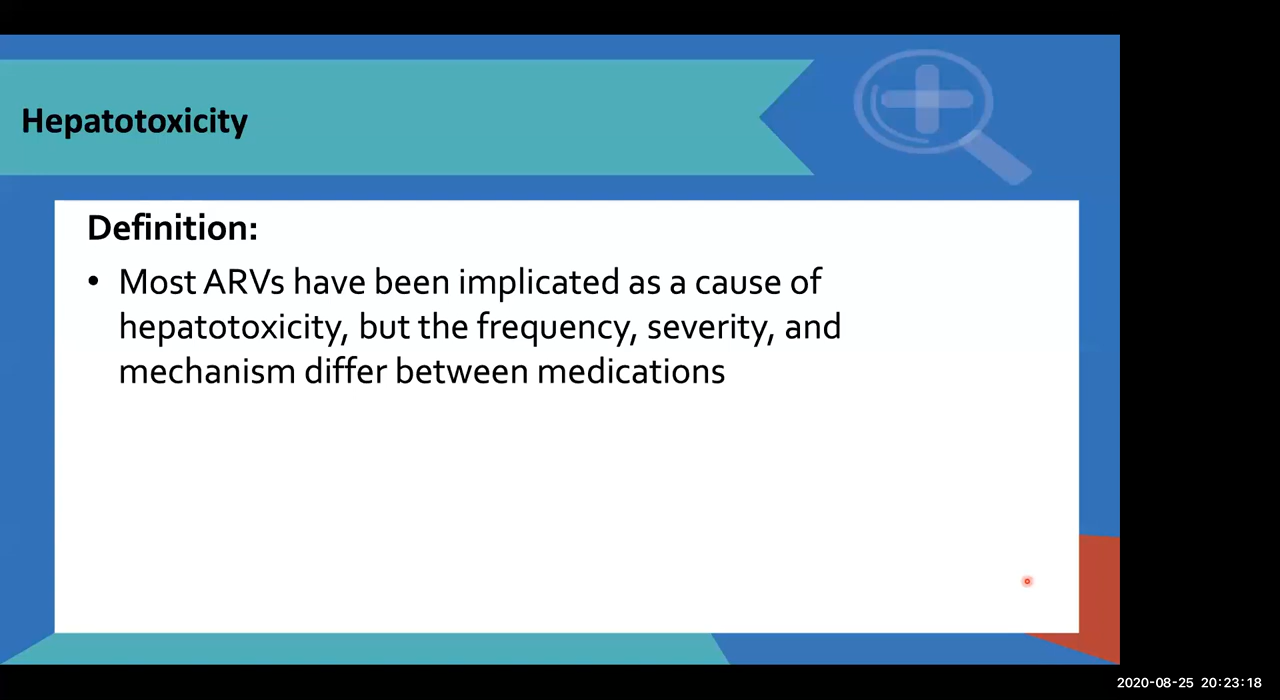 Hepatotoxicity
Definition:
• Most ARVs have been implicated as a cause of
hepatotoxicity, but the frequency, severity, and
mechanism differ between medications
2020-08-25 20:23:18